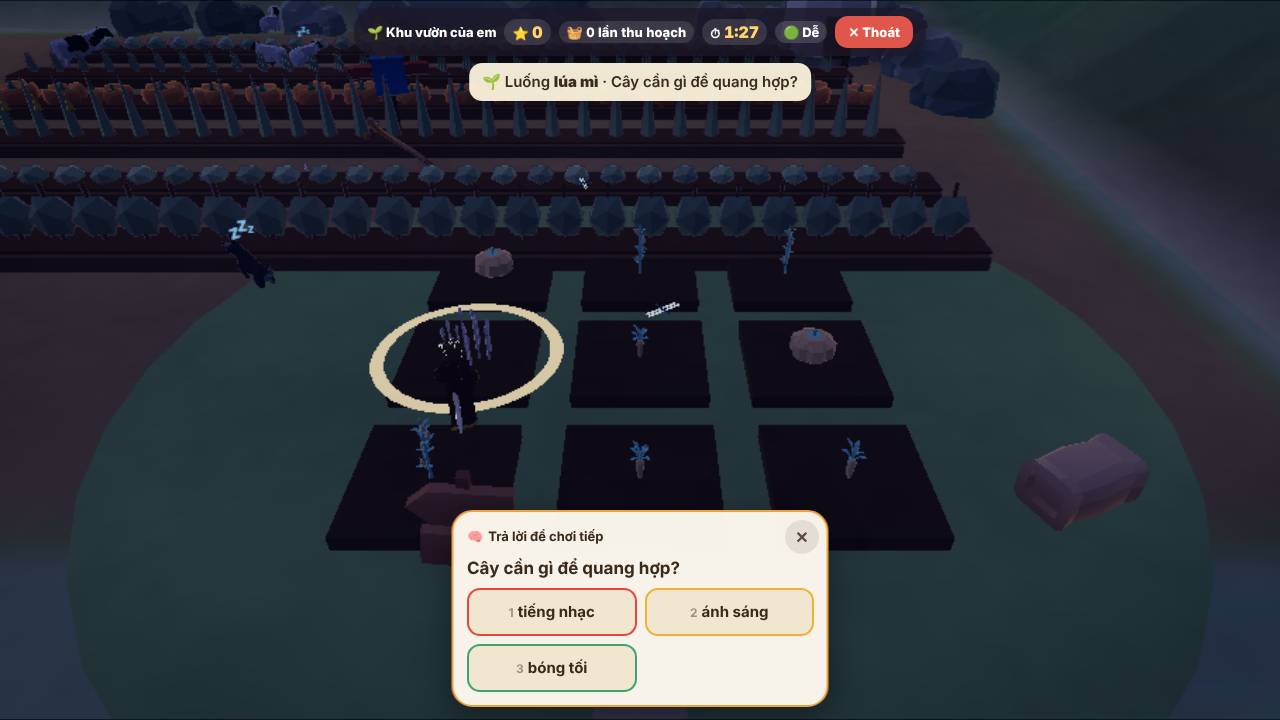 🌱 Khu vườn của em ⭐ 0 🧺 0 lần thu hoạch ⏱ 1:27 🟢 Dễ ✕ Thoát
🌱 Luống lúa mì · Cây cần gì để quang hợp?
zzz
🧠 Trả lời để chơi tiếp ✕
Cây cần gì để quang hợp?
1 tiếng nhạc
2 ánh sáng
3 bóng tối